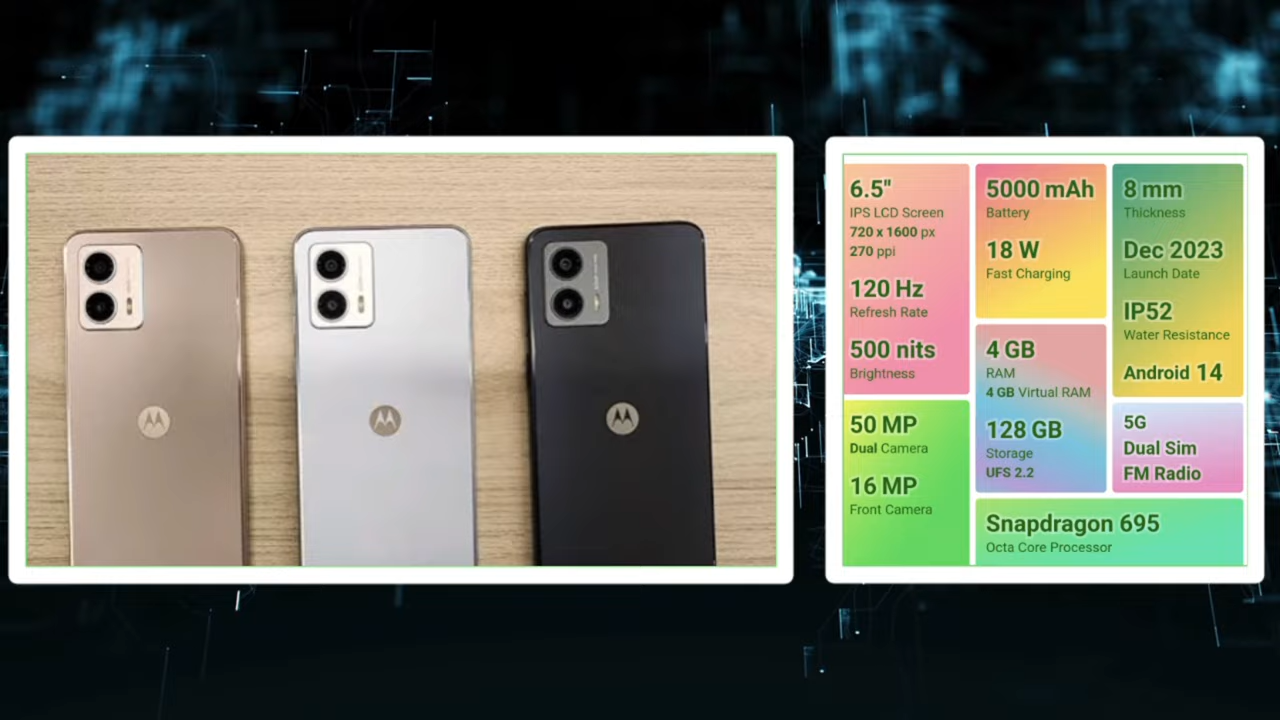 6.5"
IPS LCD Screen
720 x 1600 px
270 ppi
120 Hz
Refresh Rate
500 nits
Brightness
50 MP
Dual Camera
16 MP
Front Camera
5000 mAh
Battery
18 W
Fast Charging
4 GB
RAM
4 GB Virtual RAM
128 GB
Storage
UFS 2.2
8 mm
Thickness
Dec 2023
Launch Date
IP52
Water Resistance
Android 14
5G
Dual Sim
FM Radio
Snapdragon 695
Octa Core Processor